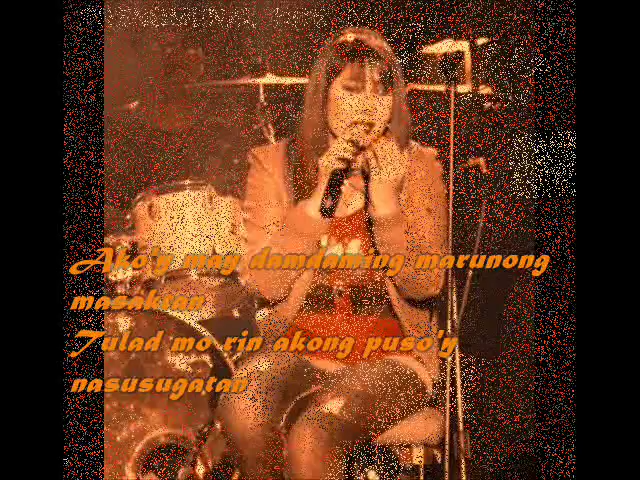 Ako'y may damdaming marunong
masaktan
Tulad mo rin akong puso'y
nasusugatan